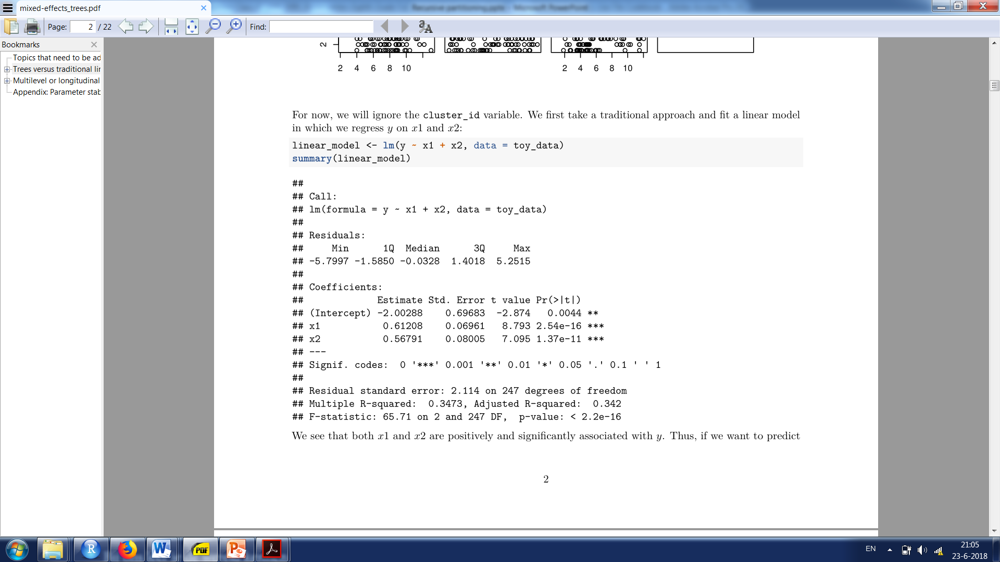 mixed-effects_trees.pdf
Page: 2 / 22 Find:
Bookmarks
Topics that need to be ad
Trees versus traditional lir
Multilevel or longitudinal
Appendix: Parameter stat
2
2 4 6 8 10 2 4 6 8 10
For now, we will ignore the cluster_id variable. We first take a traditional approach and fit a linear model
in which we regress y on x1 and x2:
linear_model <- lm(y ~ x1 + x2, data = toy_data)
summary(linear_model)
##
## Call:
## lm(formula = y ~ x1 + x2, data = toy_data)
##
## Residuals:
## Min 1Q Median 3Q Max
## -5.7997 -1.5850 -0.0328 1.4018 5.2515
##
## Coefficients:
## Estimate Std. Error t value Pr(>|t|)
## (Intercept) -2.00288 0.69683 -2.874 0.0044 **
## x1 0.61208 0.06961 8.793 2.54e-16 ***
## x2 0.56791 0.08005 7.095 1.37e-11 ***
## ---
## Signif. codes: 0 '***' 0.001 '**' 0.01 '*' 0.05 '.' 0.1 ' ' 1
##
## Residual standard error: 2.114 on 247 degrees of freedom
## Multiple R-squared: 0.3473, Adjusted R-squared: 0.342
## F-statistic: 65.71 on 2 and 247 DF, p-value: < 2.2e-16
We see that both x1 and x2 are positively and significantly associated with y. Thus, if we want to predict
2
EN
21:05
23-6-2018